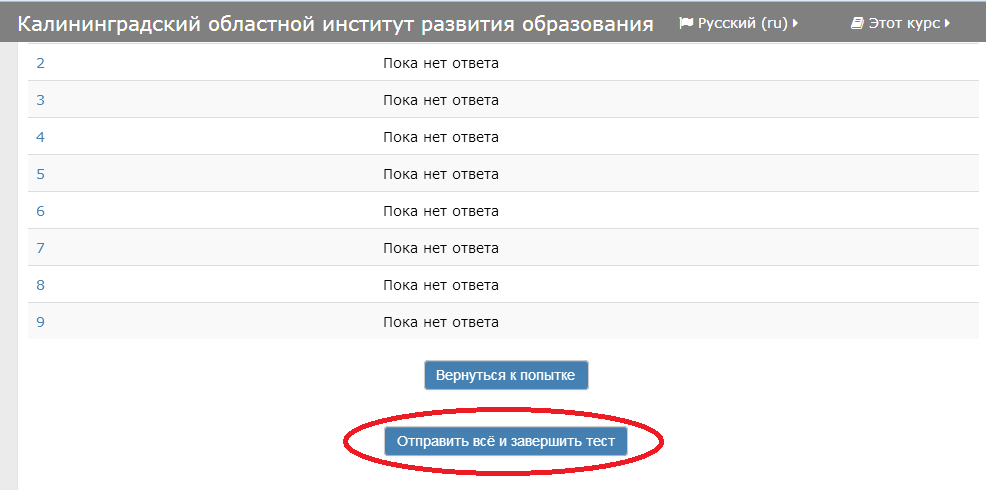 Калининградский областной институт развития образования Русский (ru) Этот курс
2 Пока нет ответа
3 Пока нет ответа
4 Пока нет ответа
5 Пока нет ответа
6 Пока нет ответа
7 Пока нет ответа
8 Пока нет ответа
9 Пока нет ответа
Вернуться к попытке
Отправить всё и завершить тест